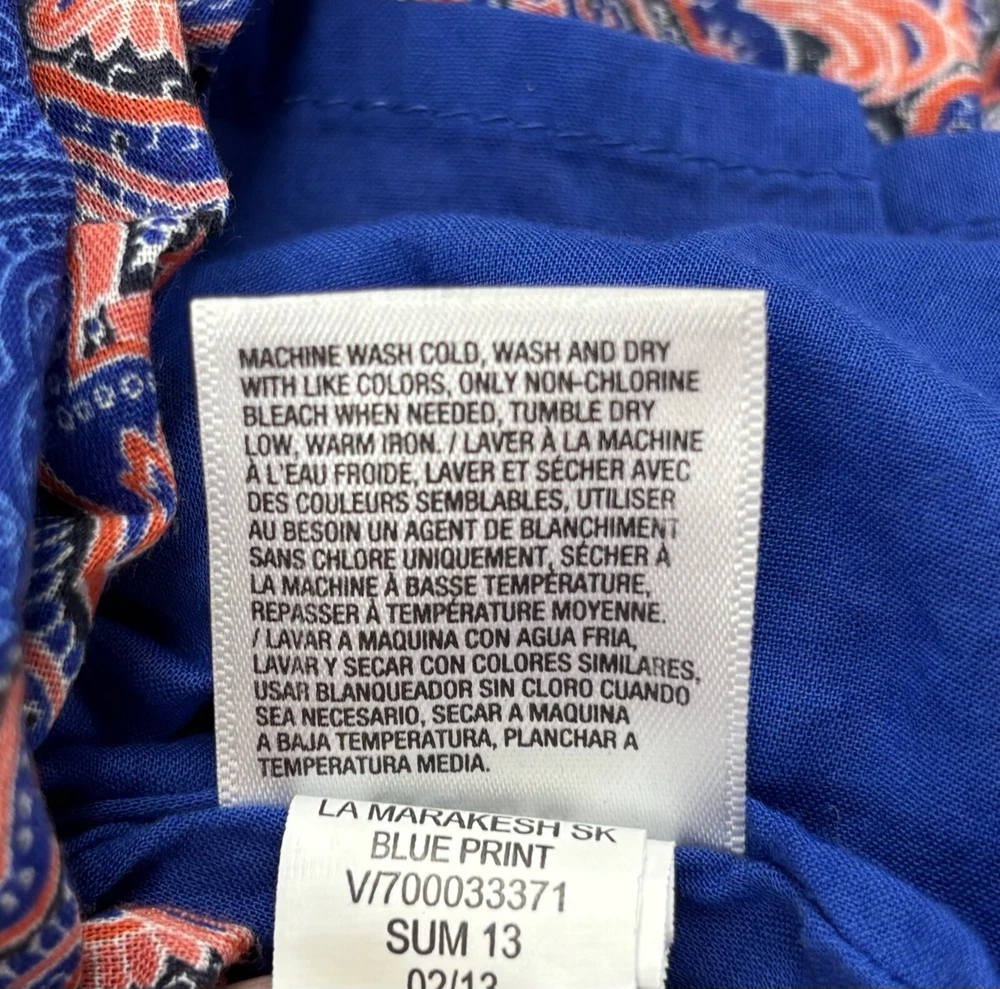 MACHINE WASH COLD, WASH AND DRY
WITH LIKE COLORS, ONLY NON-CHLORINE
BLEACH WHEN NEEDED, TUMBLE DRY
LOW, WARM IRON. / LAVER À LA MACHINE
À L'EAU FROIDE, LAVER ET SÉCHER AVEC
DES COULEURS SEMBLABLES, UTILISER
AU BESOIN UN AGENT DE BLANCHIMENT
SANS CHLORE UNIQUEMENT, SÉCHER À
LA MACHINE À BASSE TEMPÉRATURE,
REPASSER À TEMPÉRATURE MOYENNE.
/ LAVAR A MAQUINA CON AGUA FRIA,
LAVAR Y SECAR CON COLORES SIMILARES,
USAR BLANQUEADOR SIN CLORO CUANDO
SEA NECESARIO, SECAR A MAQUINA
A BAJA TEMPERATURA, PLANCHAR A
TEMPERATURA MEDIA.
LA MARAKESH SK
BLUE PRINT
V/700033371
SUM 13
02/13